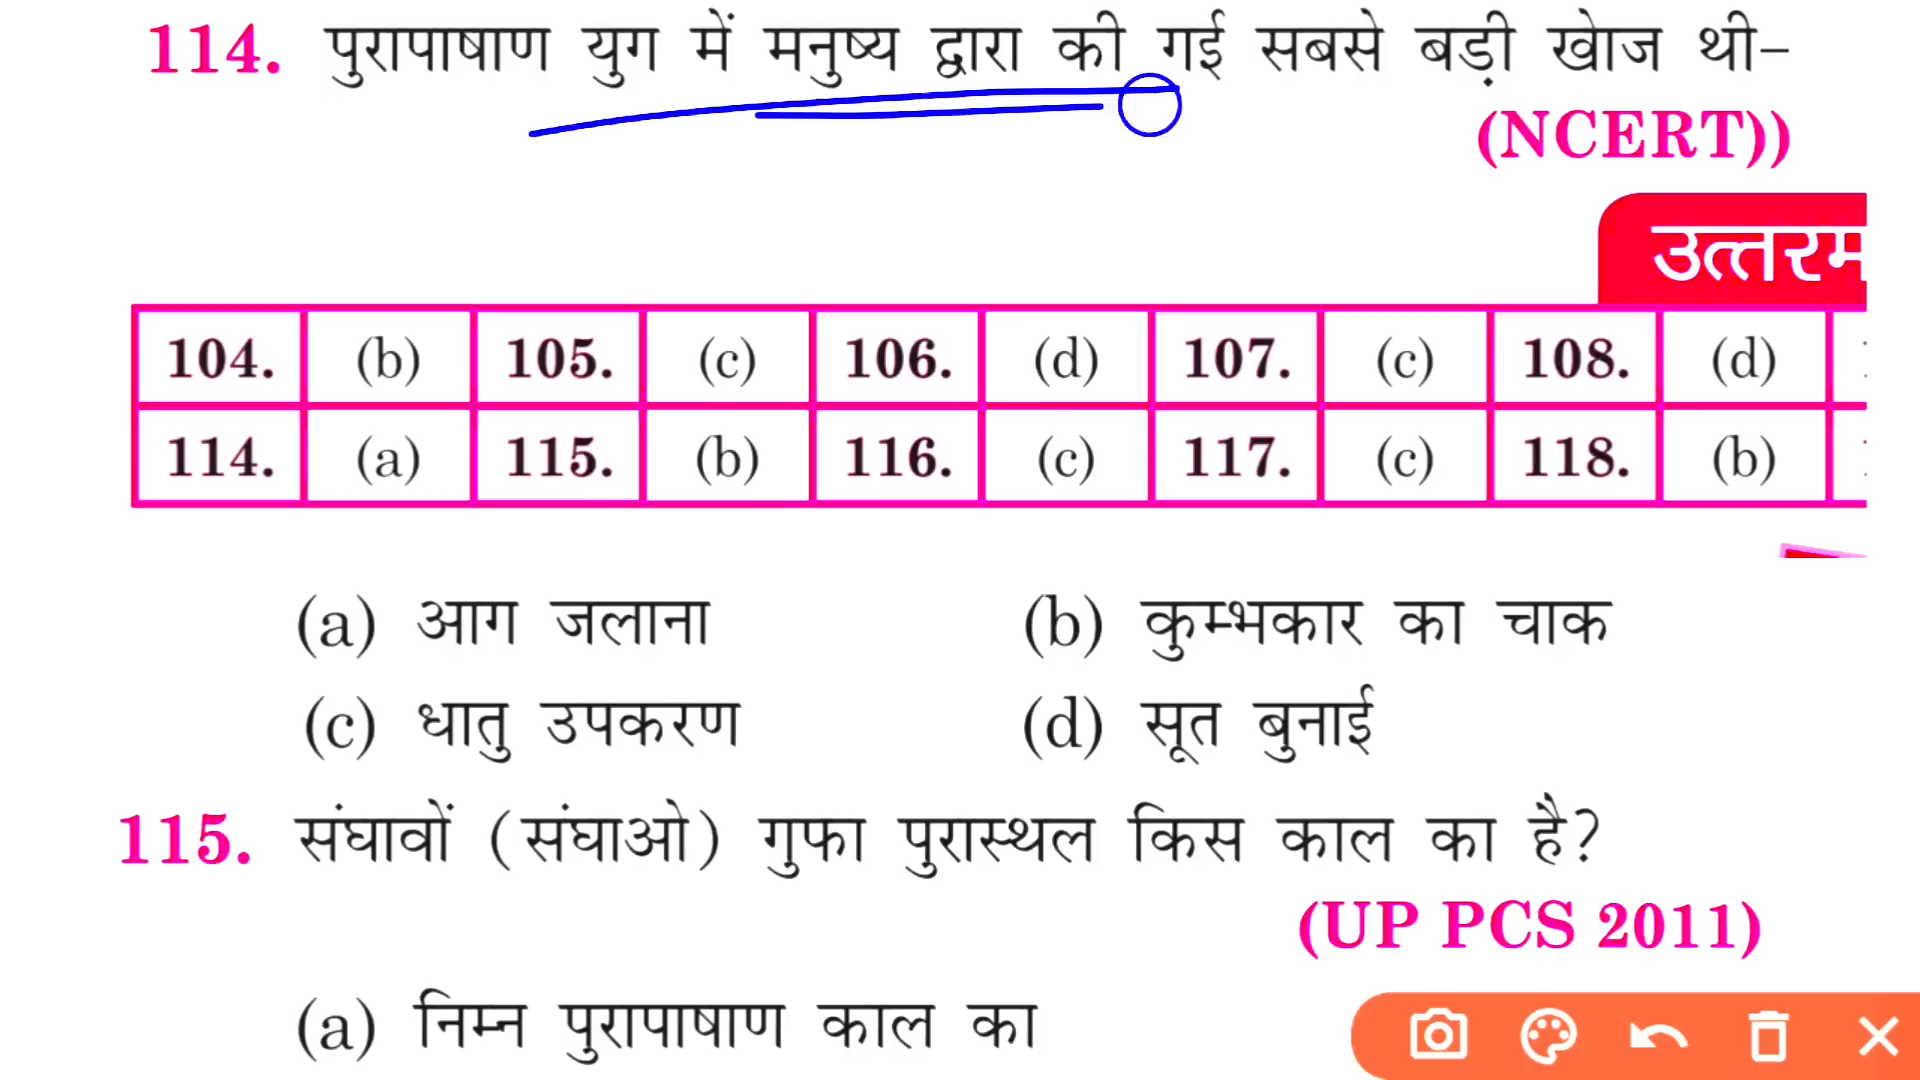 114. पुरापाषाण युग में मनुष्य द्वारा की गई सबसे बड़ी खोज थी–
(NCERT))
उत्तरम
104. (b) 105. (c) 106. (d) 107. (c) 108. (d)
114. (a) 115. (b) 116. (c) 117. (c) 118. (b)
(a) आग जलाना (b) कुम्भकार का चाक
(c) धातु उपकरण (d) सूत बुनाई
115. संघावों (संघाओ) गुफा पुरास्थल किस काल का है?
(UP PCS 2011)
(a) निम्न पुरापाषाण काल का